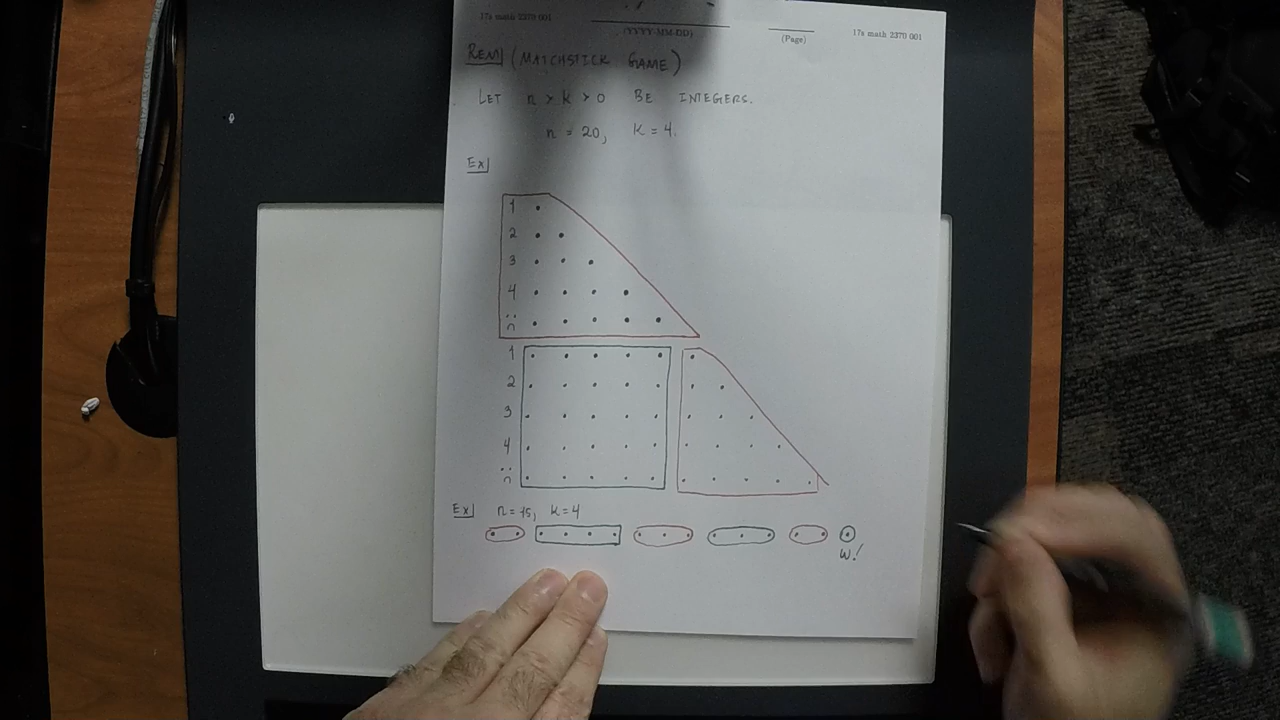 17s math 2370 001
(YYYY-MM-DD)
(Page)
17s math 2370 001
REM (MATCHSTICK GAME)
LET n > k > 0 BE INTEGERS.
n = 20, k = 4.
Ex
1
2
3
4
1
2
3
4
Ex n = 15, k = 4
W!